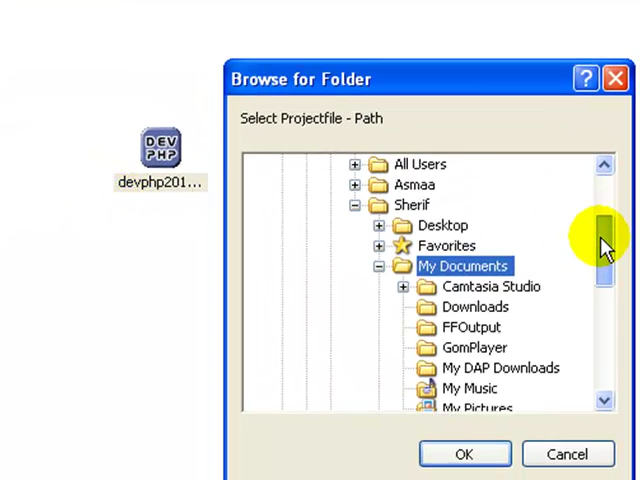 Browse for Folder
Select Projectfile - Path
DEV
PHP
devphp201...
All Users
Asmaa
Sherif
Desktop
Favorites
My Documents
Camtasia Studio
Downloads
FFOutput
GomPlayer
My DAP Downloads
My Music
My Pictures
OK
Cancel